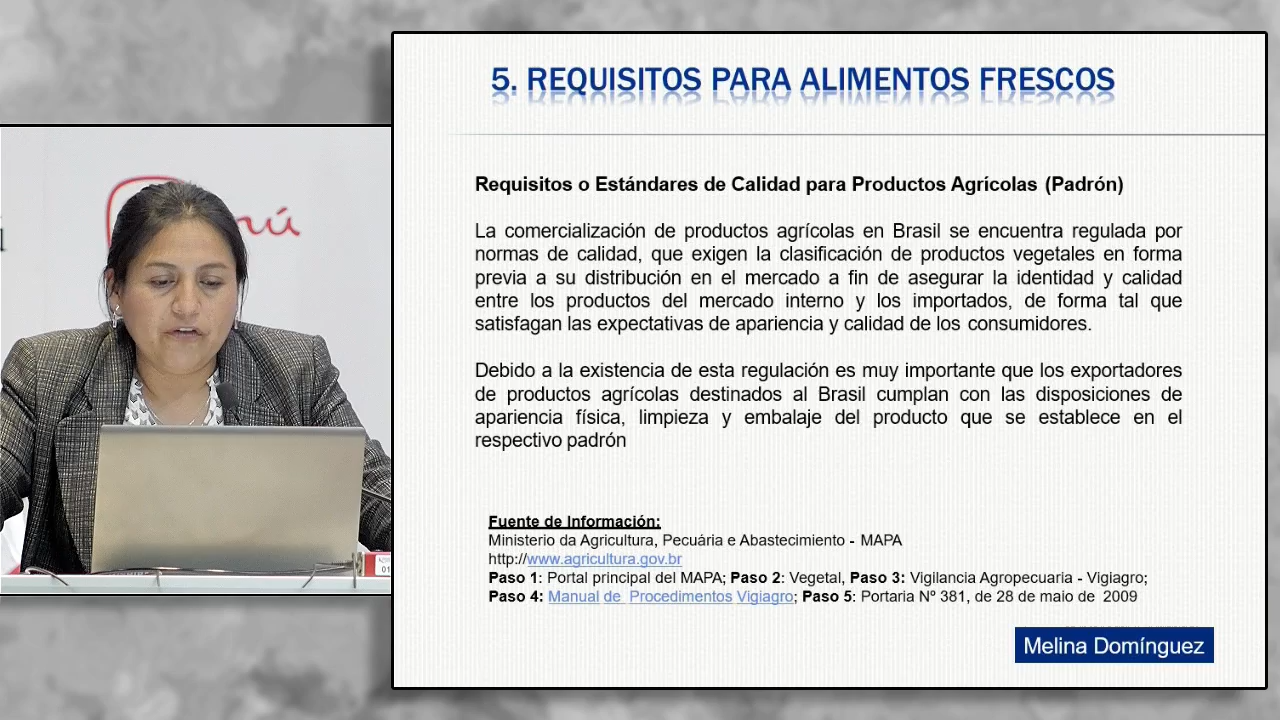 5. REQUISITOS PARA ALIMENTOS FRESCOS
Requisitos o Estándares de Calidad para Productos Agrícolas (Padrón)
La comercialización de productos agrícolas en Brasil se encuentra regulada por
normas de calidad, que exigen la clasificación de productos vegetales en forma
previa a su distribución en el mercado a fin de asegurar la identidad y calidad
entre los productos del mercado interno y los importados, de forma tal que
satisfagan las expectativas de apariencia y calidad de los consumidores.
Debido a la existencia de esta regulación es muy importante que los exportadores
de productos agrícolas destinados al Brasil cumplan con las disposiciones de
apariencia física, limpieza y embalaje del producto que se establece en el
respectivo padrón
Fuente de Información:
Ministerio da Agricultura, Pecuária e Abastecimiento - MAPA
http://www.agricultura.gov.br
Paso 1: Portal principal del MAPA; Paso 2: Vegetal, Paso 3: Vigilancia Agropecuaria - Vigiagro;
Paso 4: Manual de Procedimentos Vigiagro; Paso 5: Portaria Nº 381, de 28 de maio de 2009
Melina Domínguez